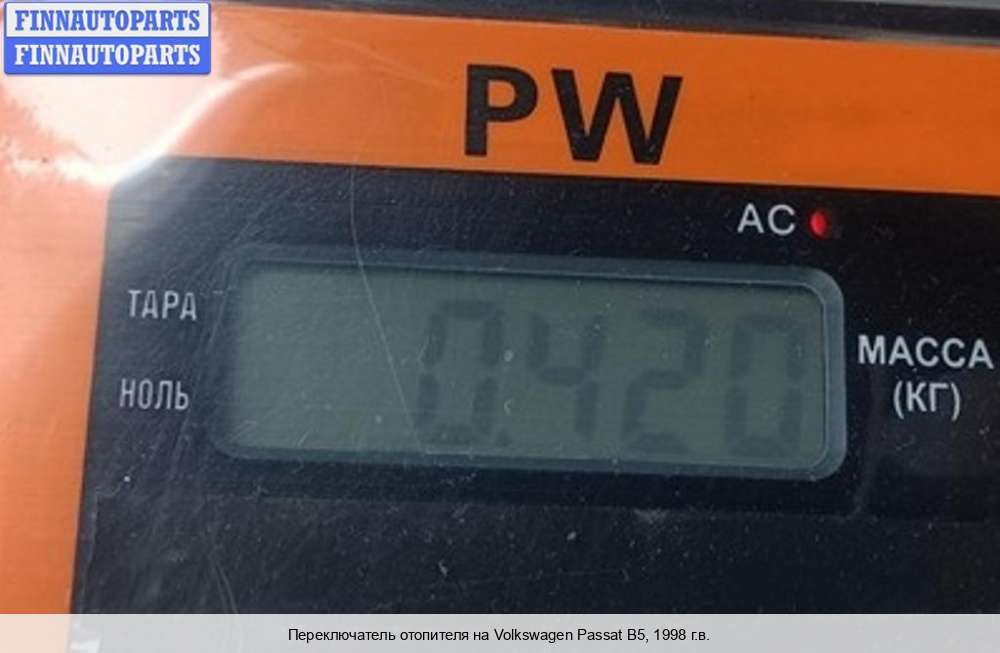 FINNAUTOPARTS
FINNAUTOPARTS
PW
AC
ТАРА
НОЛЬ
0.420
МАССА
(КГ)
Переключатель отопителя на Volkswagen Passat B5, 1998 г.в.